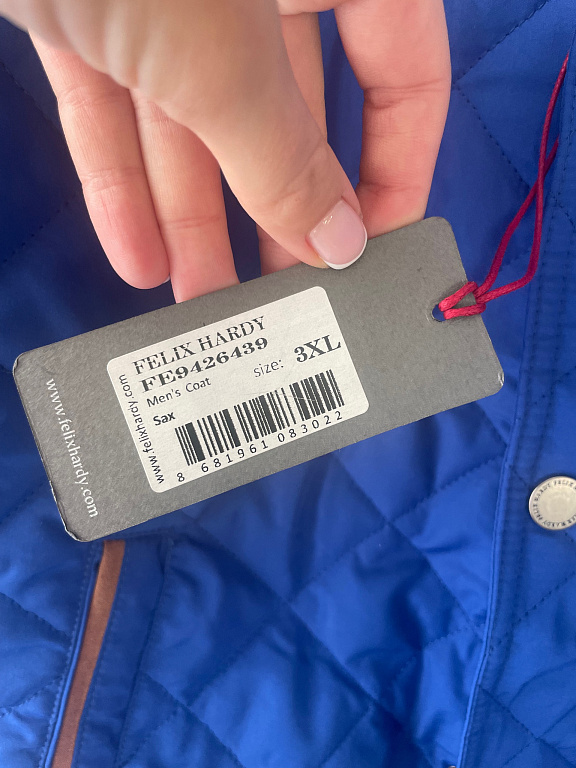 FELIX HARDY
FE9426439
Men's Coat
size: 3XL
Sax
8 681961 083022
www.felixhardy.com
www.felixhardy.com